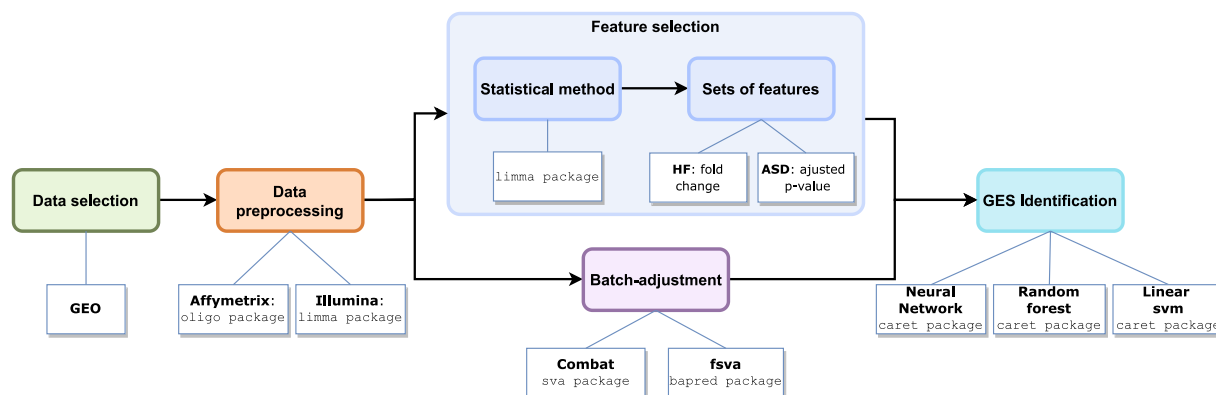 Feature selection
Statistical method
Sets of features
limma package
HF: fold
change
ASD: ajusted
p-value
Data selection
Data
preprocessing
GES Identification
GEO
Affymetrix:
oligo package
Illumina:
limma package
Batch-adjustment
Combat
sva package
fsva
bapred package
Neural
Network
caret package
Random
forest
caret package
Linear
svm
caret package